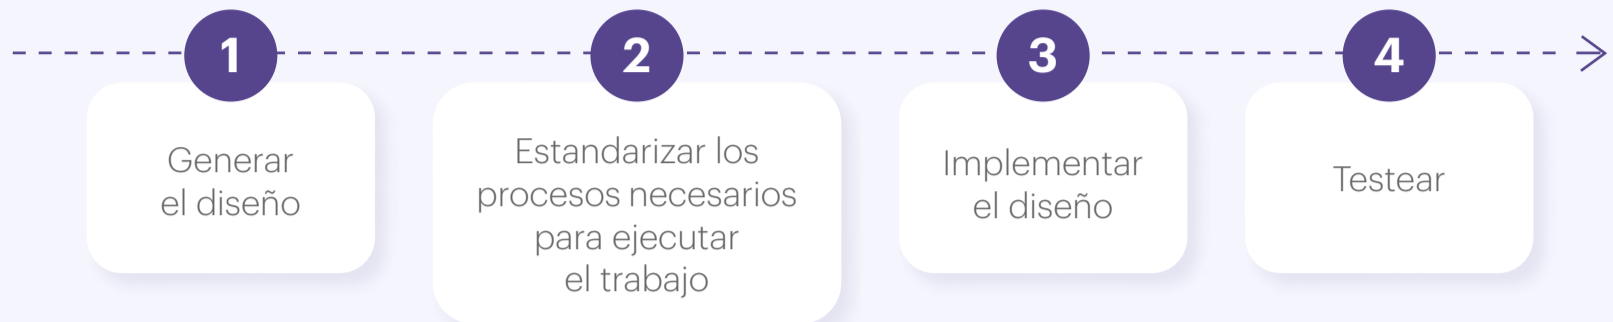 1
Generar
el diseño
2
Estandarizar los
procesos necesarios
para ejecutar
el trabajo
3
Implementar
el diseño
4
Testear